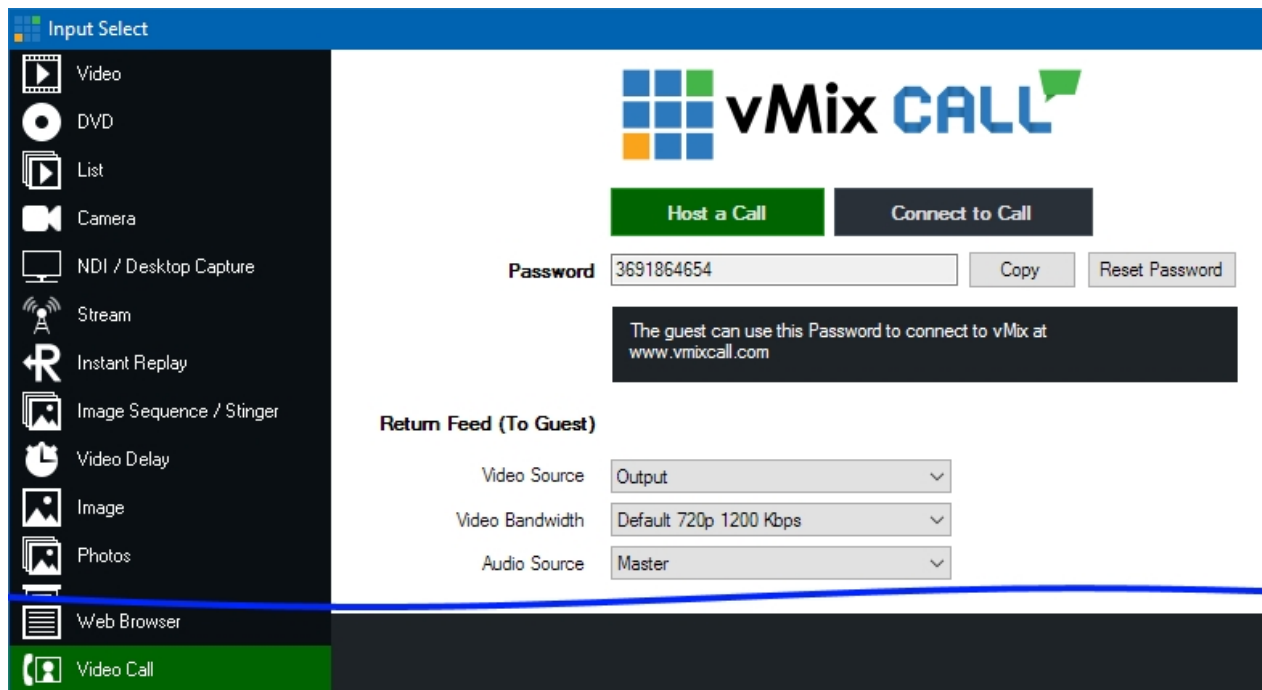 Input Select
Video
DVD
List
Camera
NDI / Desktop Capture
Stream
Instant Replay
Image Sequence / Stinger
Video Delay
Image
Photos
Web Browser
Video Call
vMix CALL
Host a Call
Connect to Call
Password
3691864654
Copy
Reset Password
The guest can use this Password to connect to vMix at
www.vmixcall.com
Return Feed (To Guest)
Video Source
Output
Video Bandwidth
Default 720p 1200 Kbps
Audio Source
Master